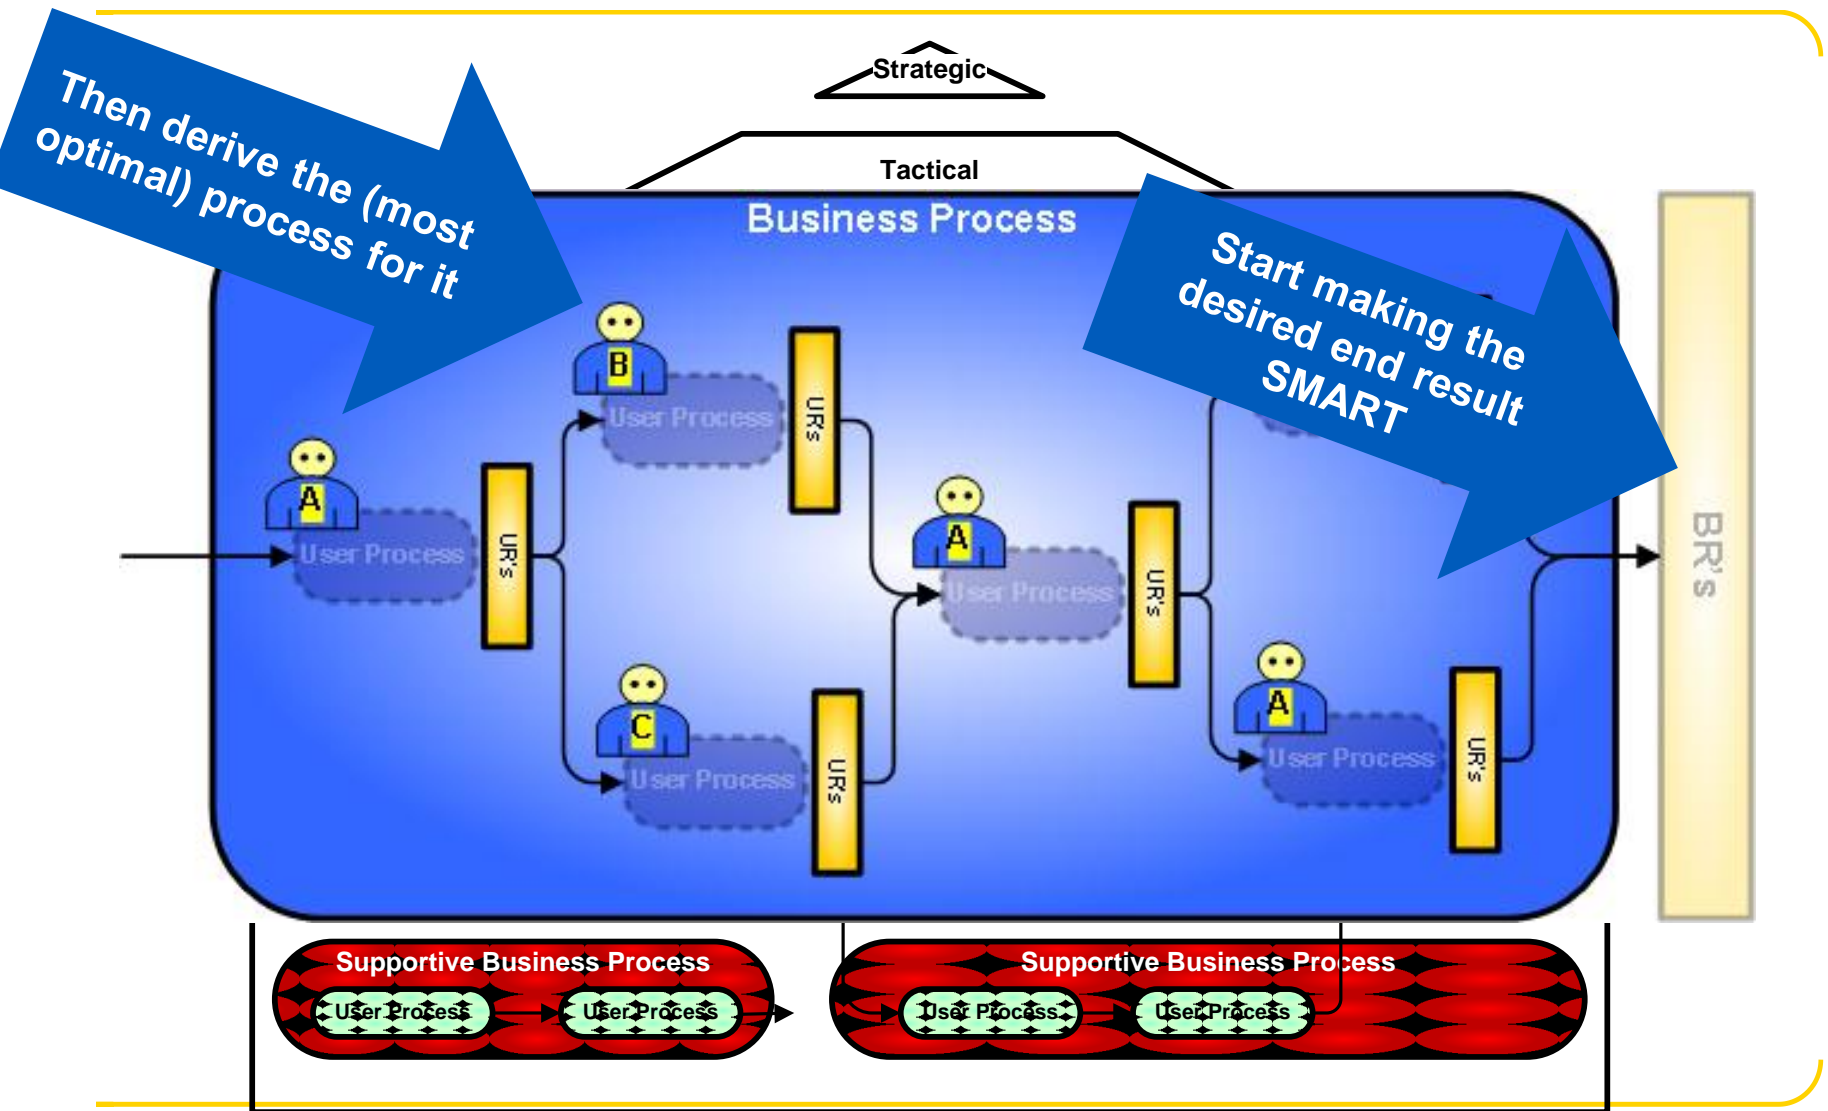 Strategic
Then derive the (most
optimal) process for it
Tactical
Business Process
Start making the
desired end result
SMART
B
User Process
UR's
A
User Process
UR's
A
User Process
UR's
BR's
C
User Process
UR's
A
User Process
UR's
Supportive Business Process
User Process
User Process
Supportive Business Process
User Process
User Process